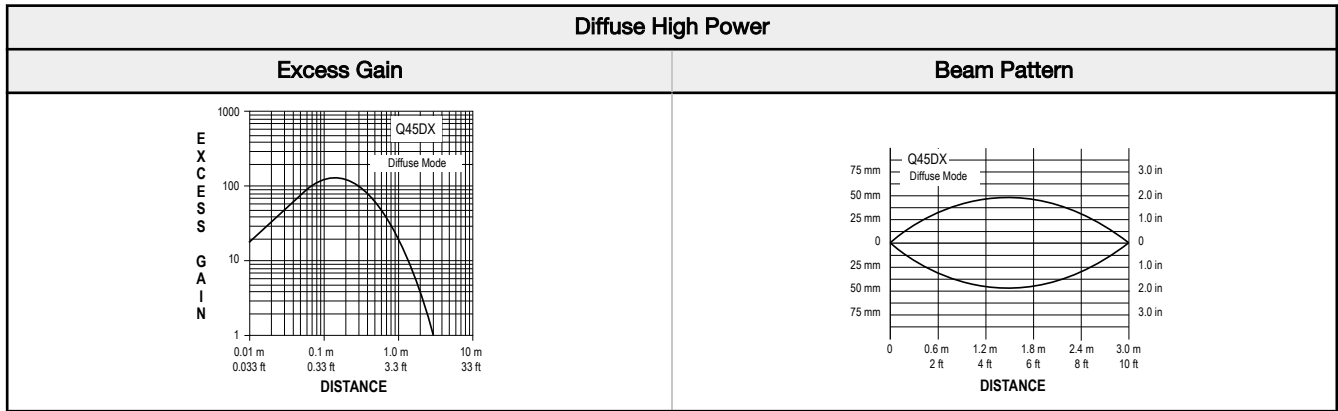 Diffuse High Power
Excess Gain
Beam Pattern
1000
100
10
1
EXCESS GAIN
Q45DX
Diffuse Mode
0.01 m 0.1 m 1.0 m 10 m
0.033 ft 0.33 ft 3.3 ft 33 ft
DISTANCE
Q45DX
Diffuse Mode
75 mm 3.0 in
50 mm 2.0 in
25 mm 1.0 in
0 0
25 mm 1.0 in
50 mm 2.0 in
75 mm 3.0 in
0 0.6 m 1.2 m 1.8 m 2.4 m 3.0 m
2 ft 4 ft 6 ft 8 ft 10 ft
DISTANCE